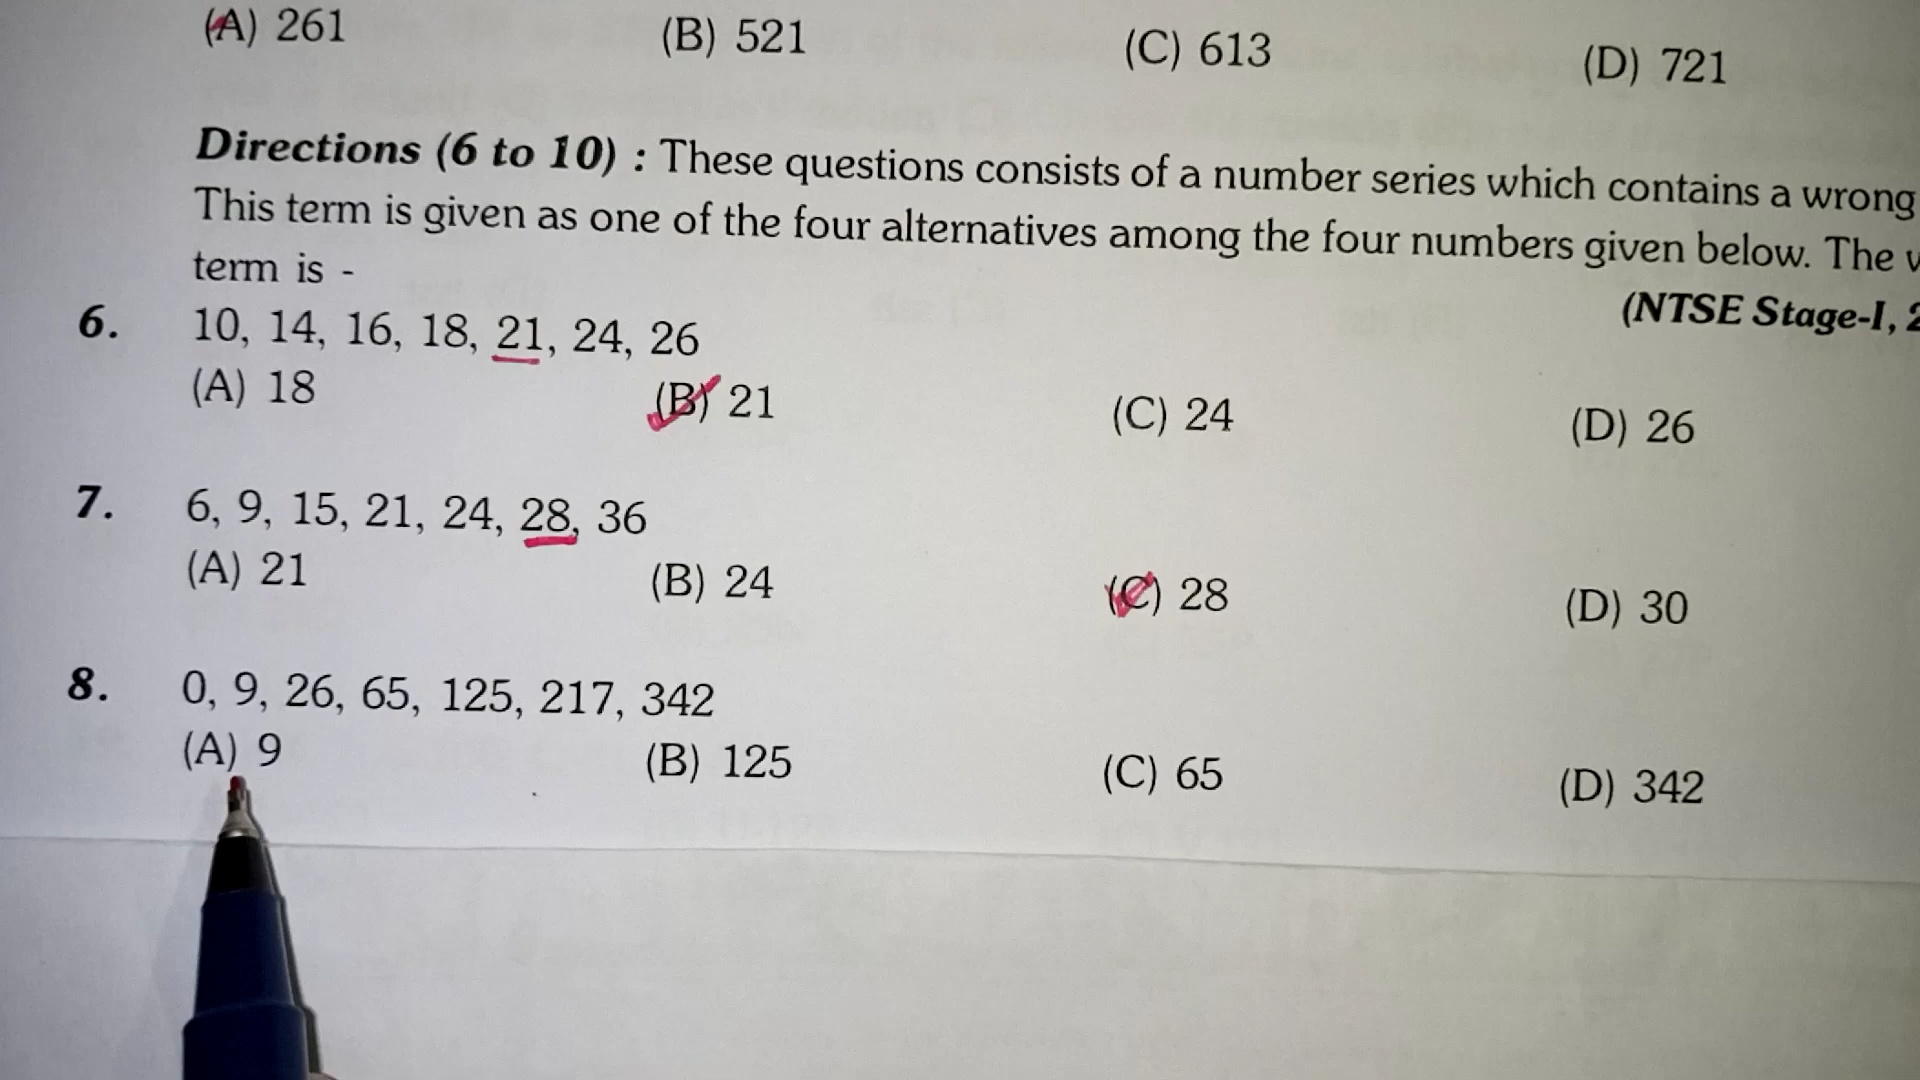 (A) 261 (B) 521 (C) 613 (D) 721
Directions (6 to 10) : These questions consists of a number series which contains a wrong
This term is given as one of the four alternatives among the four numbers given below. The
term is -
(NTSE Stage-I,
6. 10, 14, 16, 18, 21, 24, 26
(A) 18 (B) 21 (C) 24 (D) 26
7. 6, 9, 15, 21, 24, 28, 36
(A) 21 (B) 24 (C) 28 (D) 30
8. 0, 9, 26, 65, 125, 217, 342
(A) 9 (B) 125 (C) 65 (D) 342